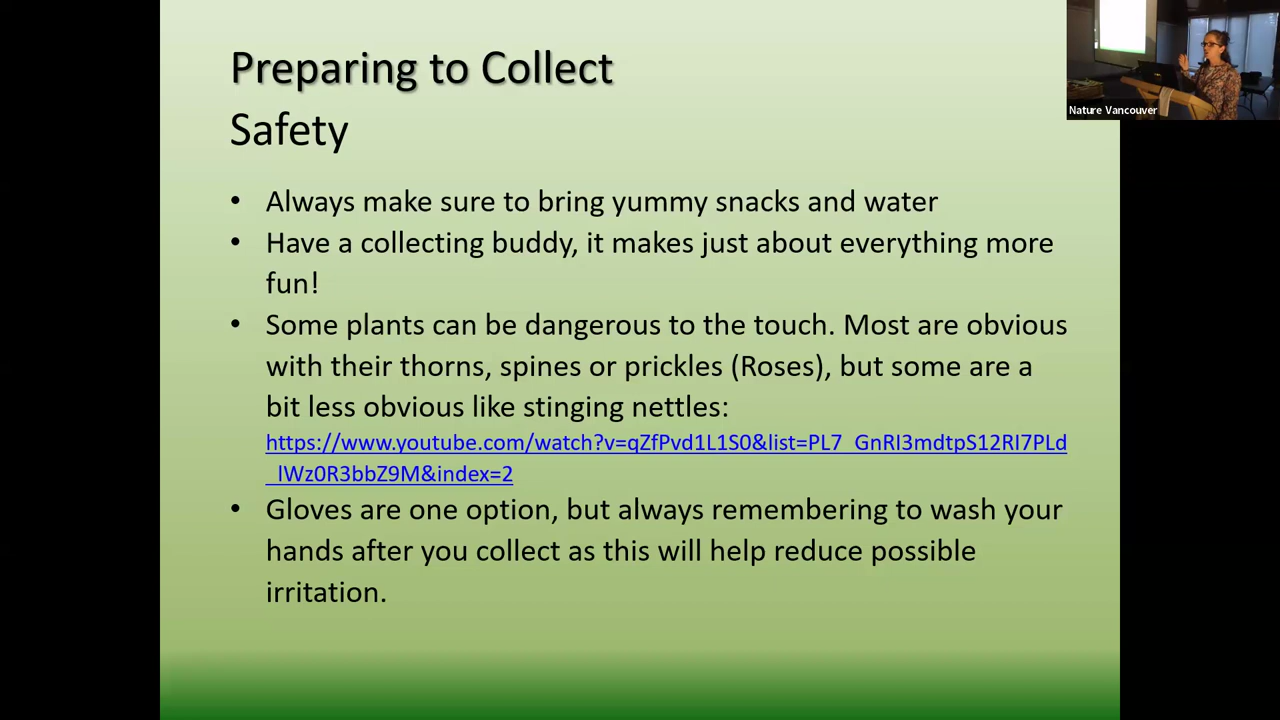 Preparing to Collect
Nature Vancouver
Safety
• Always make sure to bring yummy snacks and water
• Have a collecting buddy, it makes just about everything more
fun!
• Some plants can be dangerous to the touch. Most are obvious
with their thorns, spines or prickles (Roses), but some are a
bit less obvious like stinging nettles:
https://www.youtube.com/watch?v=qZfPvd1L1S0&list=PL7_GnRI3mdtpS12RI7PLd
_lWz0R3bbZ9M&index=2
• Gloves are one option, but always remembering to wash your
hands after you collect as this will help reduce possible
irritation.